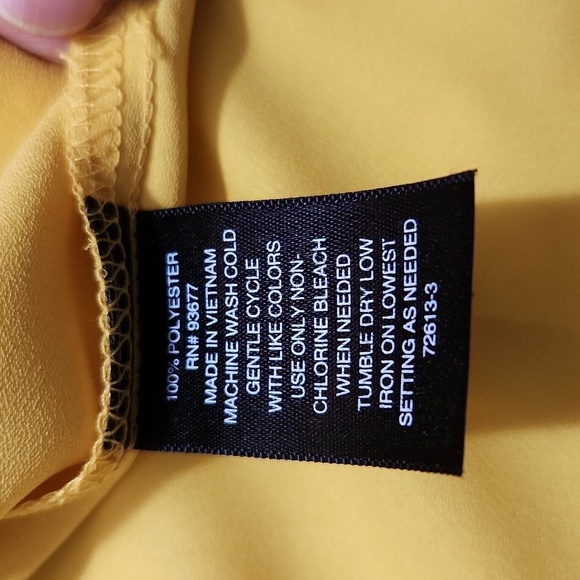 100% POLYESTER
RN# 93677
MADE IN VIETNAM
MACHINE WASH COLD
GENTLE CYCLE
WITH LIKE COLORS
USE ONLY NON-
CHLORINE BLEACH
WHEN NEEDED
TUMBLE DRY LOW
IRON ON LOWEST
SETTING AS NEEDED
72613-3